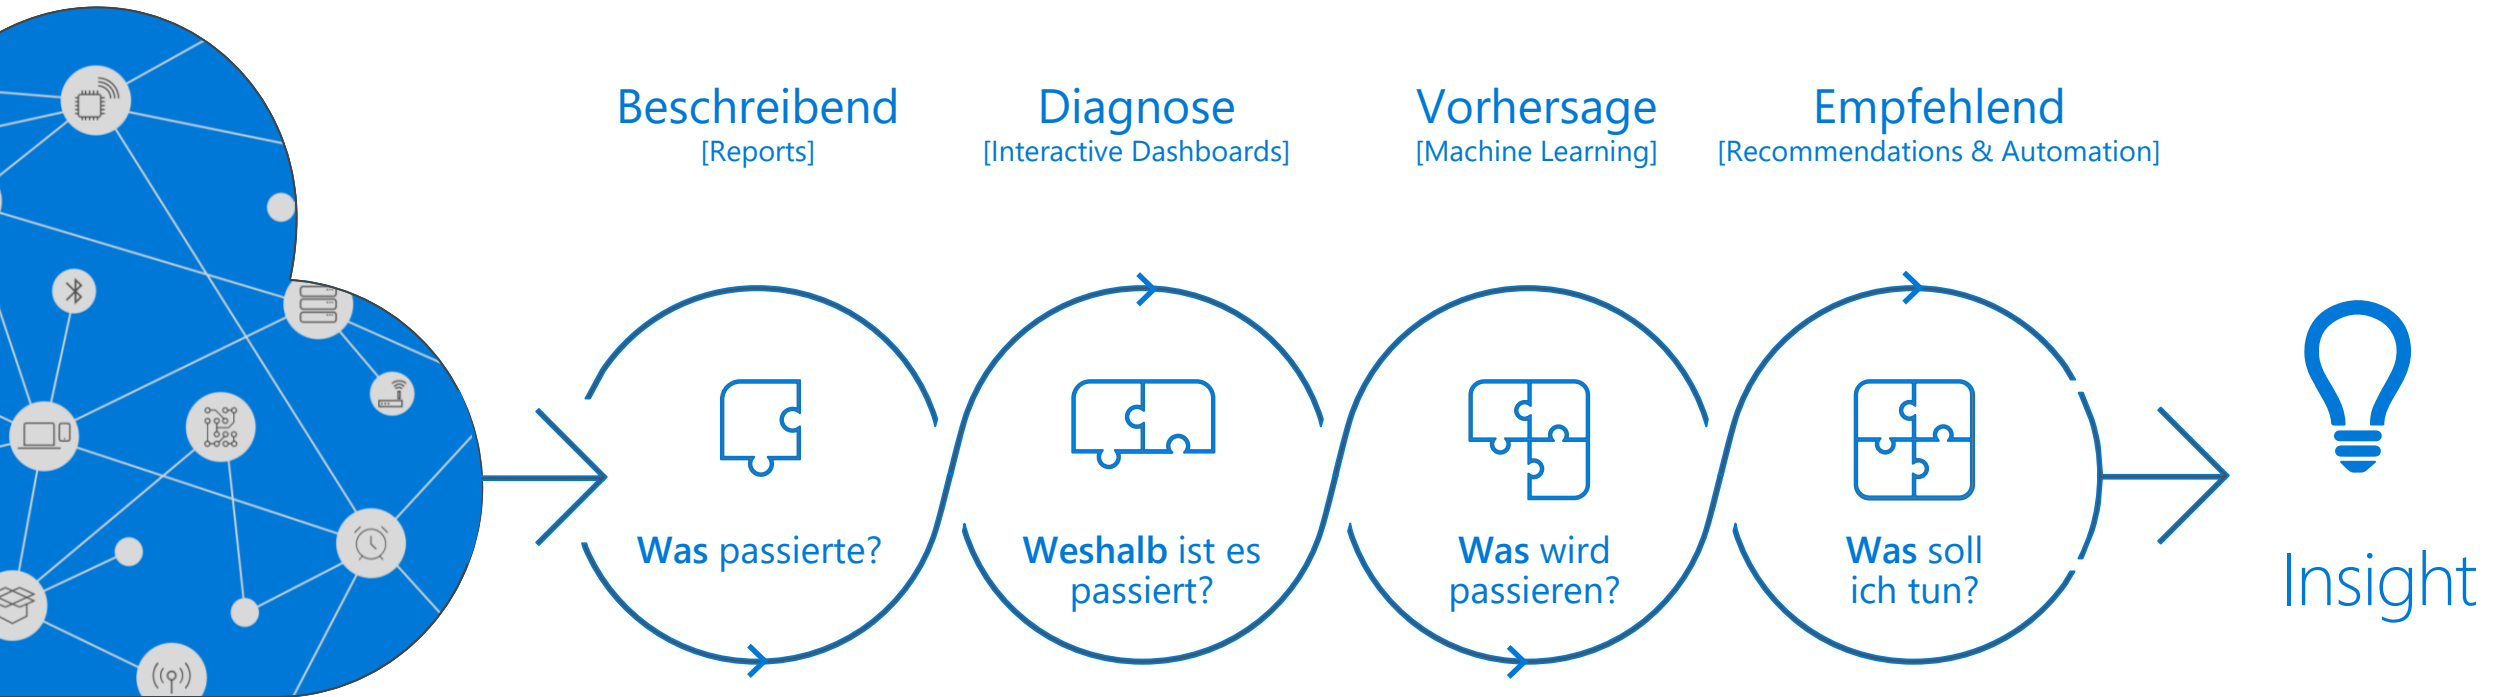 Beschreibend
[Reports]
Diagnose
[Interactive Dashboards]
Vorhersage
[Machine Learning]
Empfehlend
[Recommendations & Automation]
Was passierte?
Weshalb ist es
passiert?
Was wird
passieren?
Was soll
ich tun?
Insight